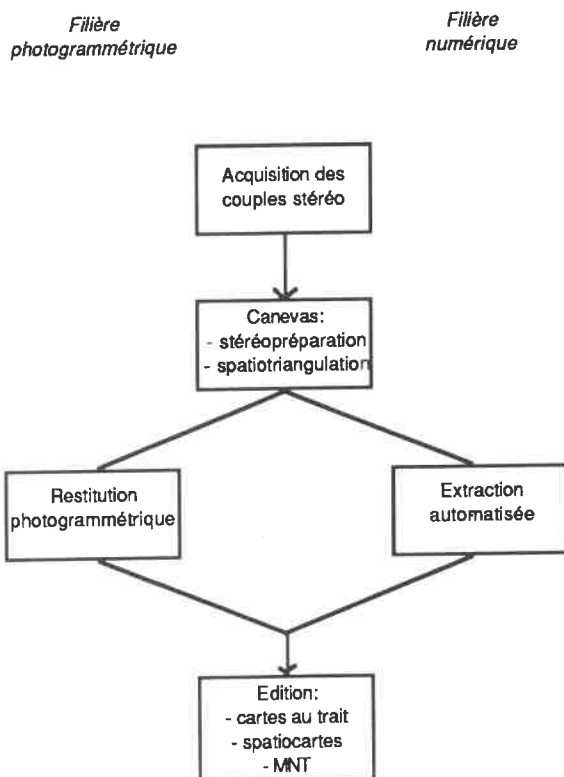 Filière
photogrammétrique
Filière
numérique
Acquisition des
couples stéréo
Canevas:
- stéréopréparation
- spatiotriangulation
Restitution
photogrammétrique
Extraction
automatisée
Edition:
- cartes au trait
- spatiocartes
- MNT